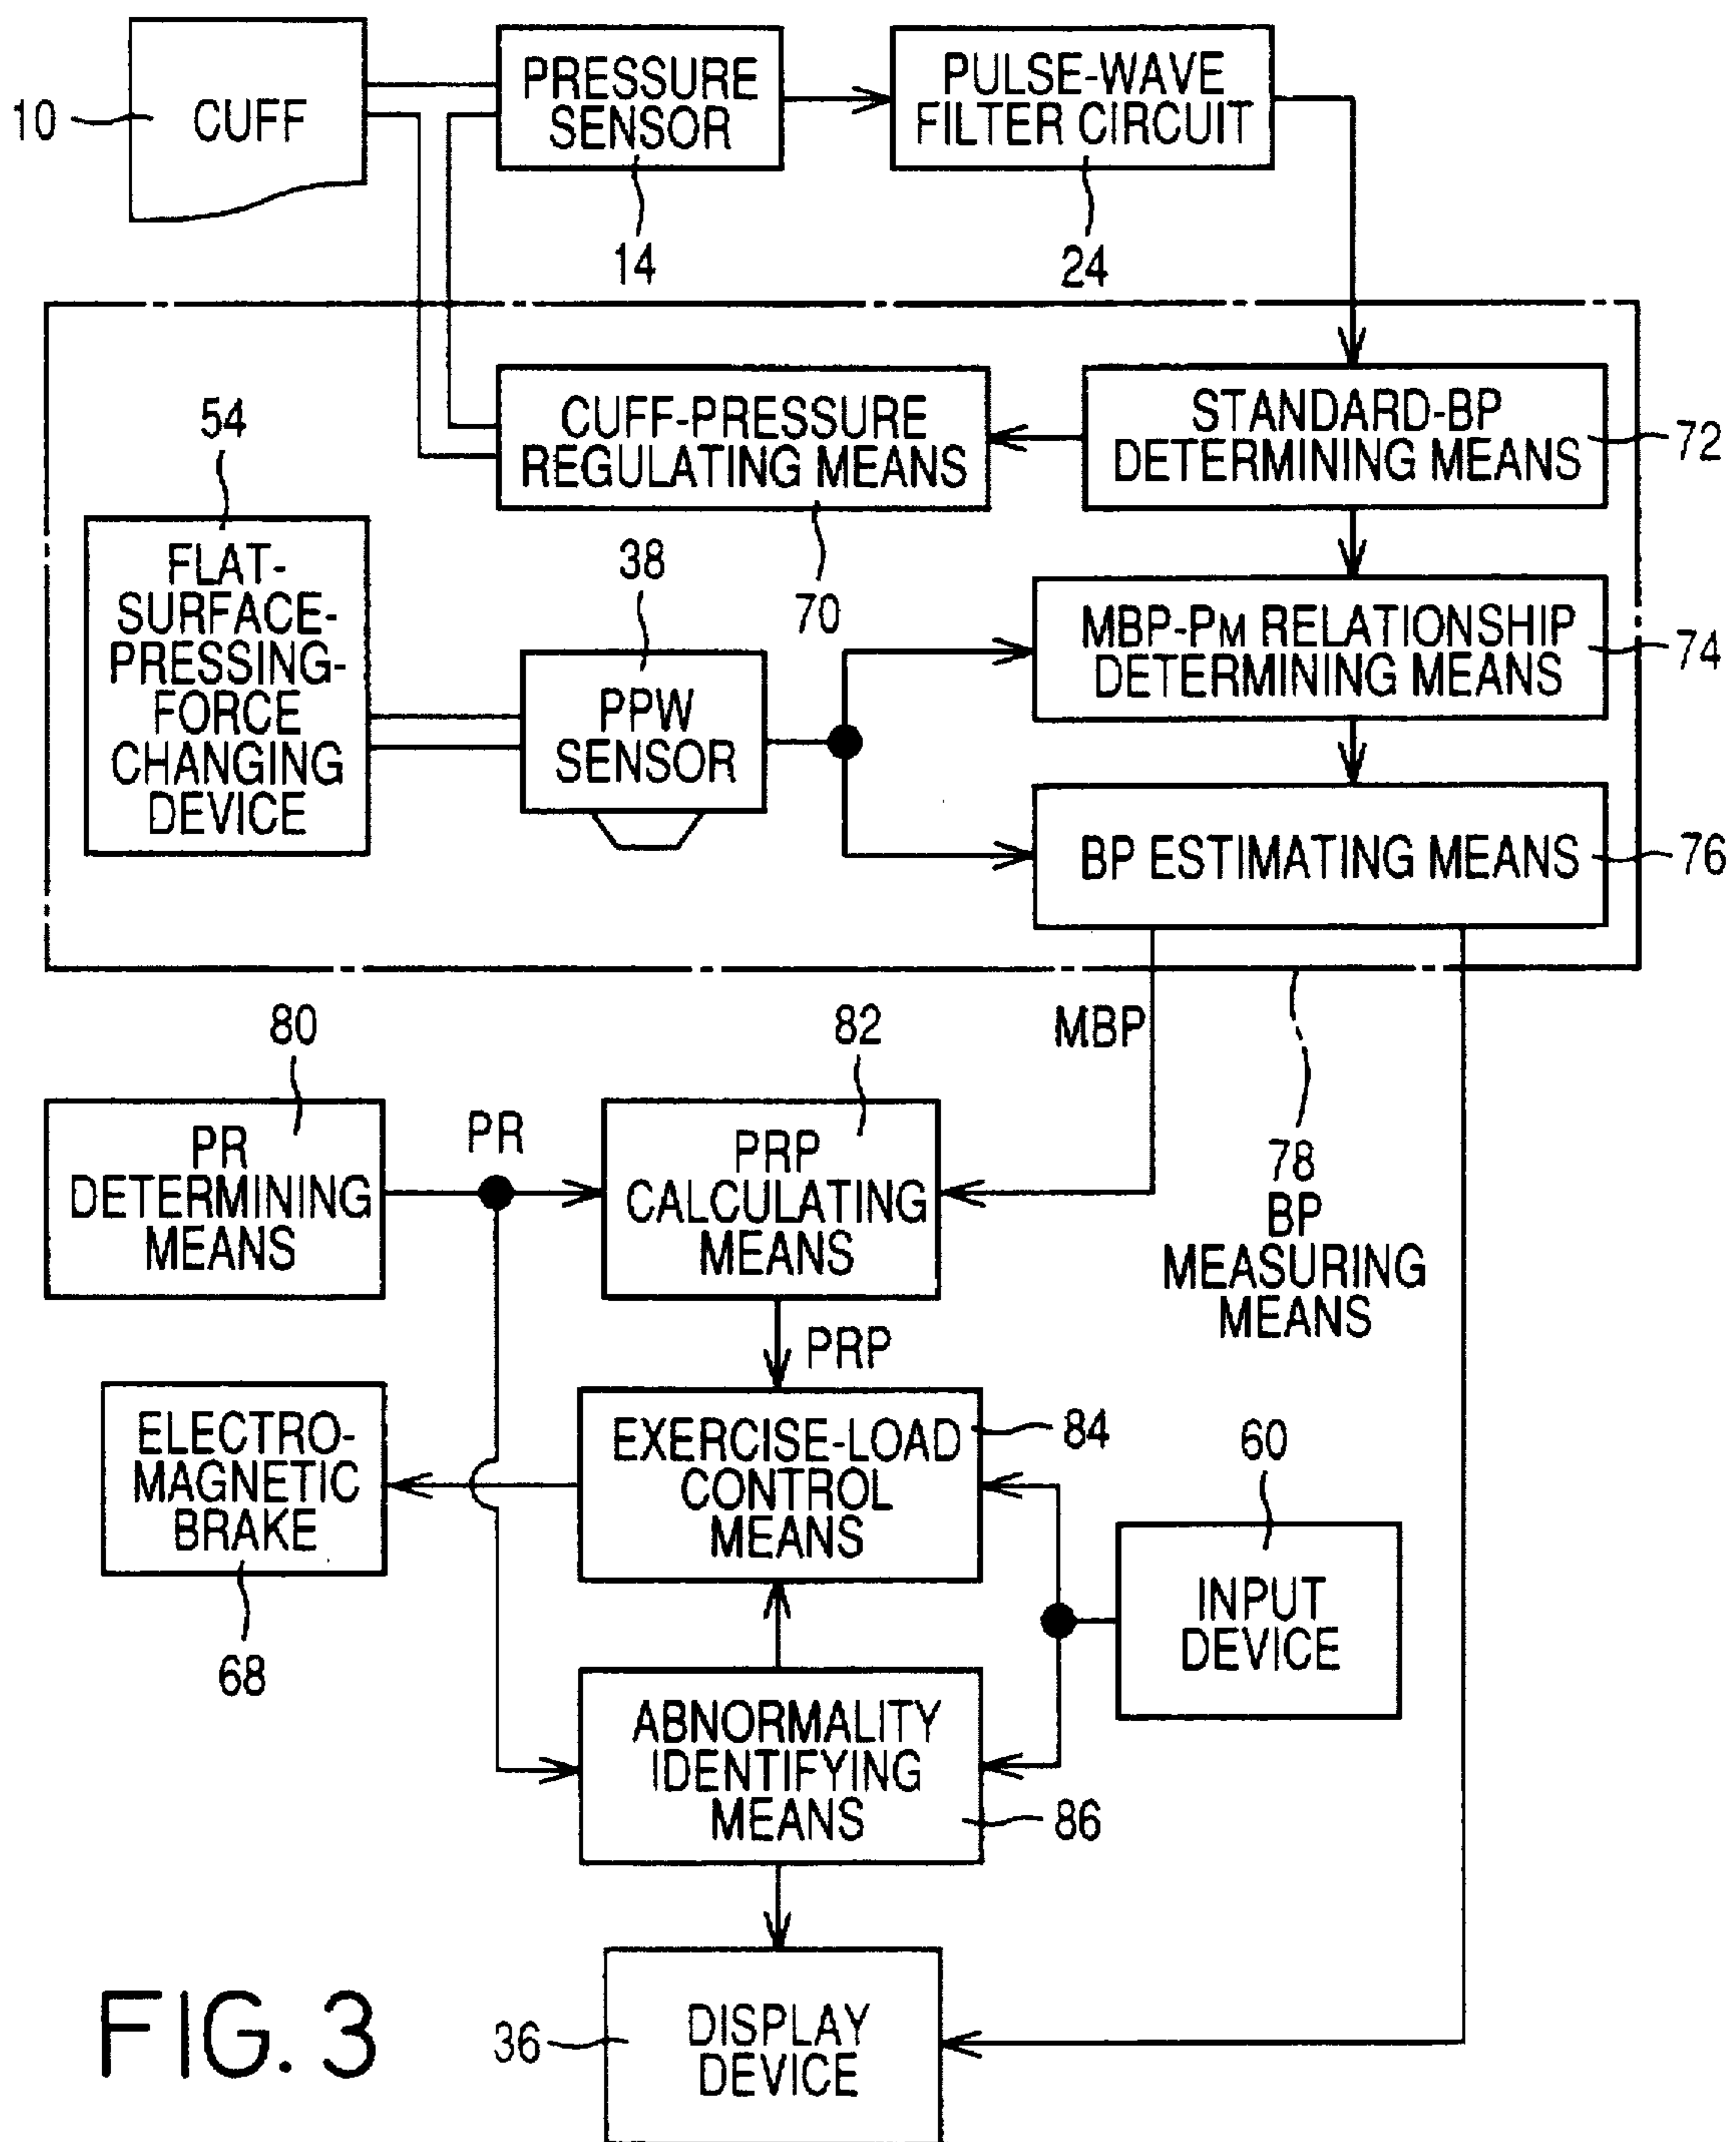 10
CUFF
PRESSURE
SENSOR
14
PULSE-WAVE
FILTER CIRCUIT
24
54
FLAT-
SURFACE-
PRESSING-
FORCE
CHANGING
DEVICE
CUFF-PRESSURE
REGULATING MEANS
70
STANDARD-BP
DETERMINING MEANS
72
38
PPW
SENSOR
MBP-PM RELATIONSHIP
DETERMINING MEANS
74
BP ESTIMATING MEANS
76
MBP
78
BP
MEASURING
MEANS
80
PR
DETERMINING
MEANS
PR
82
PRP
CALCULATING
MEANS
PRP
ELECTRO-
MAGNETIC
BRAKE
68
EXERCISE-LOAD
CONTROL
MEANS
84
60
INPUT
DEVICE
ABNORMALITY
IDENTIFYING
MEANS
86
36
DISPLAY
DEVICE
FIG. 3